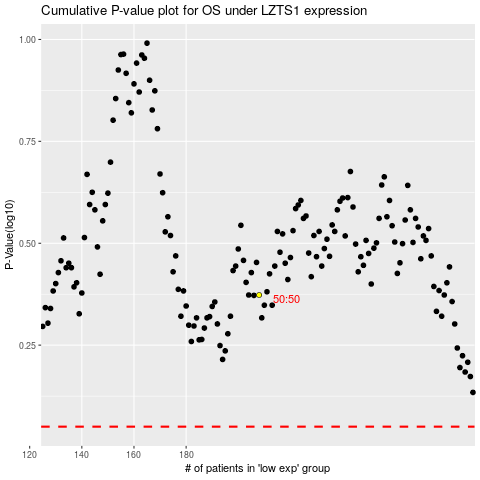 Cumulative P-value plot for OS under LZTS1 expression
1.00
0.75
0.50
0.25
P-Value(log10)
50:50
120 140 160 180
# of patients in 'low exp' group